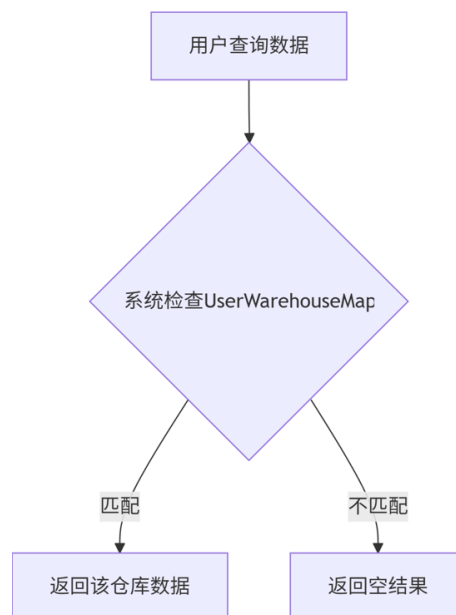 用户查询数据
系统检查UserWarehouseMap
匹配
不匹配
返回该仓库数据
返回空结果